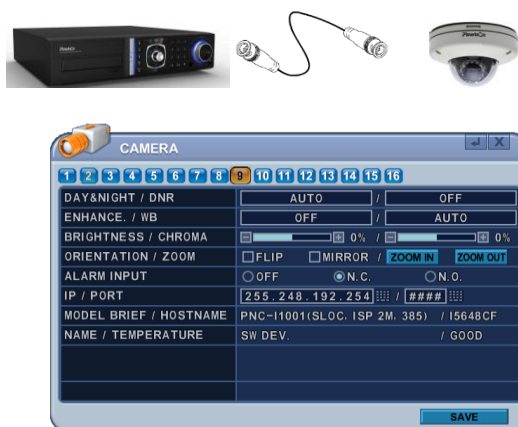 PinetCn
CAMERA
1 2 3 4 5 6 7 8 9 10 11 12 13 14 15 16
DAY&NIGHT / DNR AUTO / OFF
ENHANCE. / WB OFF / AUTO
BRIGHTNESS / CHROMA 0% / 0%
ORIENTATION / ZOOM FLIP MIRROR / ZOOM IN ZOOM OUT
ALARM INPUT OFF N.C. N.O.
IP / PORT 255.248.192.254 / ####
MODEL BRIEF / HOSTNAME PNC-I1001(SLOC, ISP 2M, 385) / I5648CF
NAME / TEMPERATURE SW DEV. / GOOD
SAVE